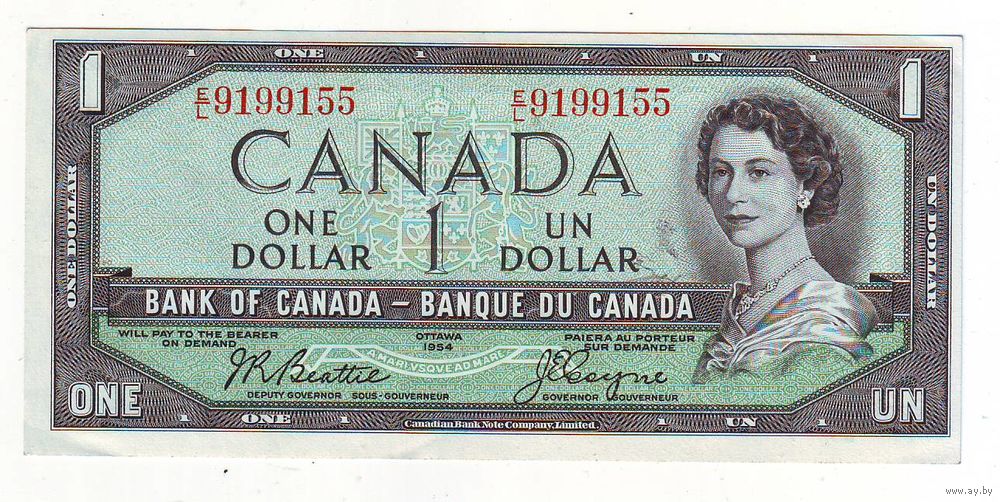 1 ONE 1 1 UN 1 1
E/L 9199155 E/L 9199155
CANADA
ONE DOLLAR 1 UN DOLLAR
ONE DOLLAR
UN DOLLAR
BANK OF CANADA – BANQUE DU CANADA
WILL PAY TO THE BEARER ON DEMAND
OTTAWA
1954
PAIERA AU PORTEUR SUR DEMANDE
A MARI VSQVE AD MARE
J R Beattie
J E Coyne
DEPUTY GOVERNOR SOUS-GOUVERNEUR
GOVERNOR GOUVERNEUR
ONE 1 ONE 1 1 UN 1 UN
Canadian Bank Note Company, Limited.
www.ay.by